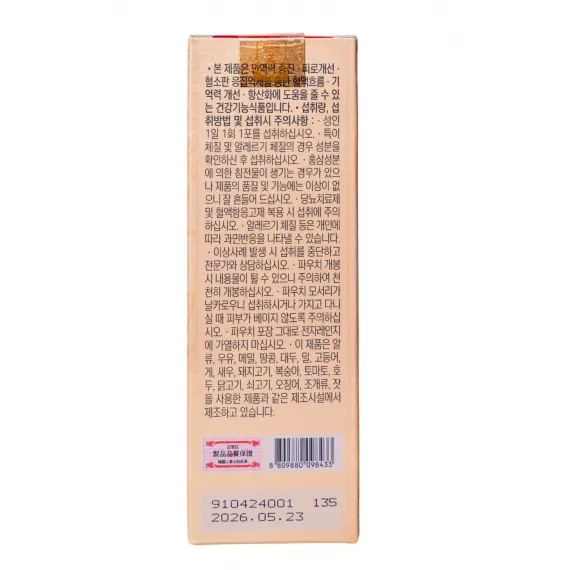 • 본 제품은 면역력 증진 · 피로개선 ·
혈소판 응집억제를 통한 혈액흐름 · 기
억력 개선 · 항산화에 도움을 줄 수 있
는 건강기능식품입니다. • 섭취량, 섭
취방법 및 섭취시 주의사항 : · 성인
1일 1회 1포를 섭취하십시오. · 특이
체질 및 알레르기 체질의 경우 성분을
확인하신 후 섭취하십시오. · 홍삼성분
에 의한 침전물이 생기는 경우가 있으
나 제품의 품질 및 기능에는 이상이 없
으니 잘 흔들어 드십시오. · 당뇨치료제
및 혈액항응고제 복용 시 섭취에 주의
하십시오. · 알레르기 체질 등은 개인에
따라 과민반응을 나타낼 수 있습니다.
· 이상사례 발생 시 섭취를 중단하고
전문가와 상담하십시오. · 파우치 개봉
시 내용물이 튈 수 있으니 주의하며 천
천히 개봉하십시오. · 파우치 모서리가
날카로우니 섭취하시거나 가지고 다니
실 때 피부가 베이지 않도록 주의하십
시오. · 파우치 포장 그대로 전자레인지
에 가열하지 마십시오. · 이 제품은 알
류, 우유, 메밀, 땅콩, 대두, 밀, 고등어,
게, 새우, 돼지고기, 복숭아, 토마토, 호
두, 닭고기, 쇠고기, 오징어, 조개류, 잣
을 사용한 제품과 같은 제조시설에서
제조하고 있습니다.
8 809880 098433
910424001 135
2026.05.23